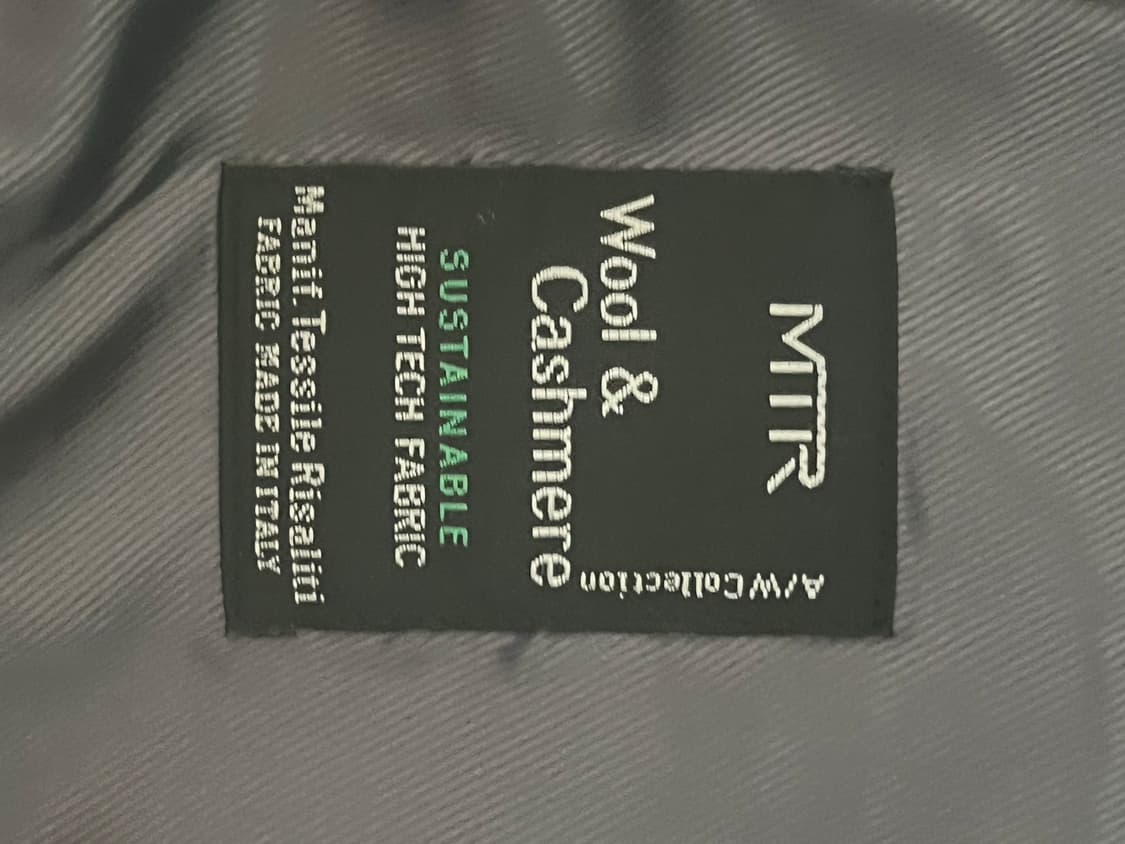 MTR
A/W Collection
Wool &
Cashmere
SUSTAINABLE
HIGH TECH FABRIC
Manif. Tessile Risaliti
FABRIC MADE IN ITALY